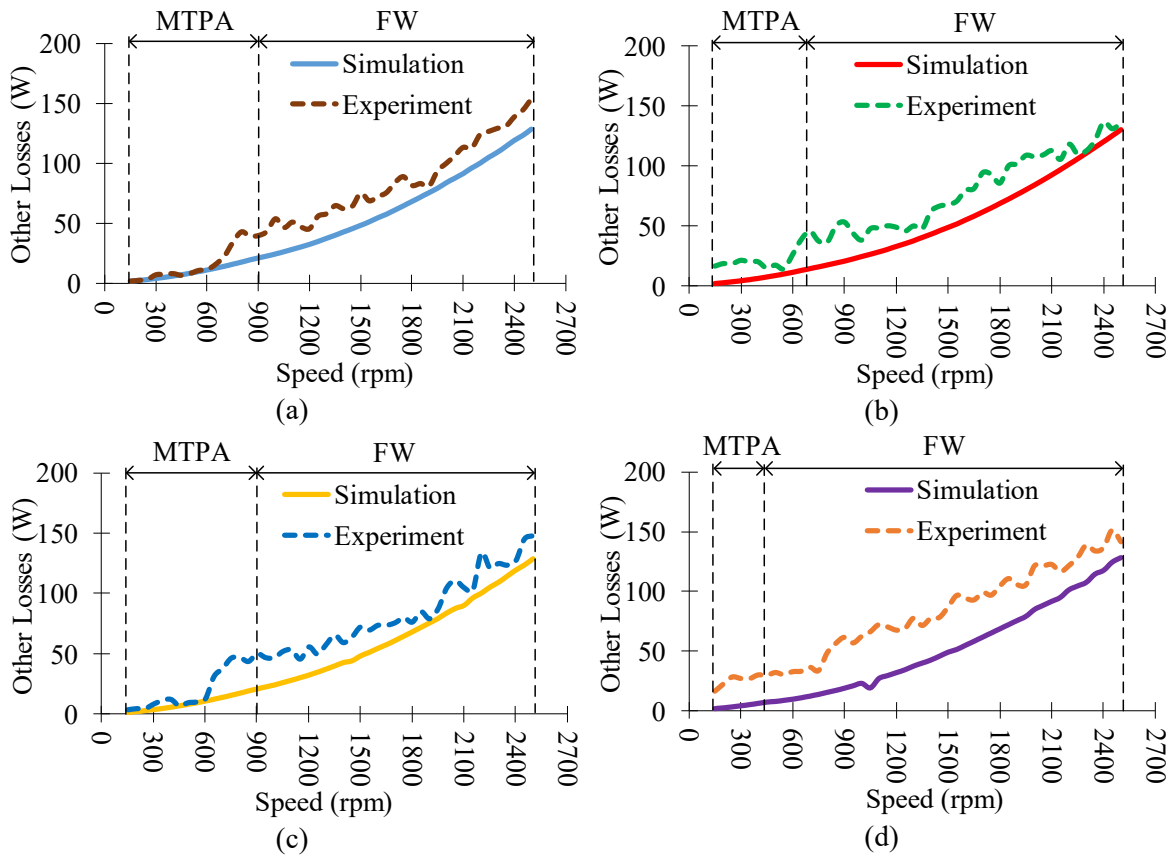 MTPA FW
200
150
100
50
0
Other Losses (W)
Simulation
Experiment
0 300 600 900 1200 1500 1800 2100 2400 2700
Speed (rpm)
(a)
MTPA FW
200
150
100
50
0
Other Losses (W)
Simulation
Experiment
0 300 600 900 1200 1500 1800 2100 2400 2700
Speed (rpm)
(b)
MTPA FW
200
150
100
50
0
Other Losses (W)
Simulation
Experiment
0 300 600 900 1200 1500 1800 2100 2400 2700
Speed (rpm)
(c)
MTPA FW
200
150
100
50
0
Other Losses (W)
Simulation
Experiment
0 300 600 900 1200 1500 1800 2100 2400 2700
Speed (rpm)
(d)